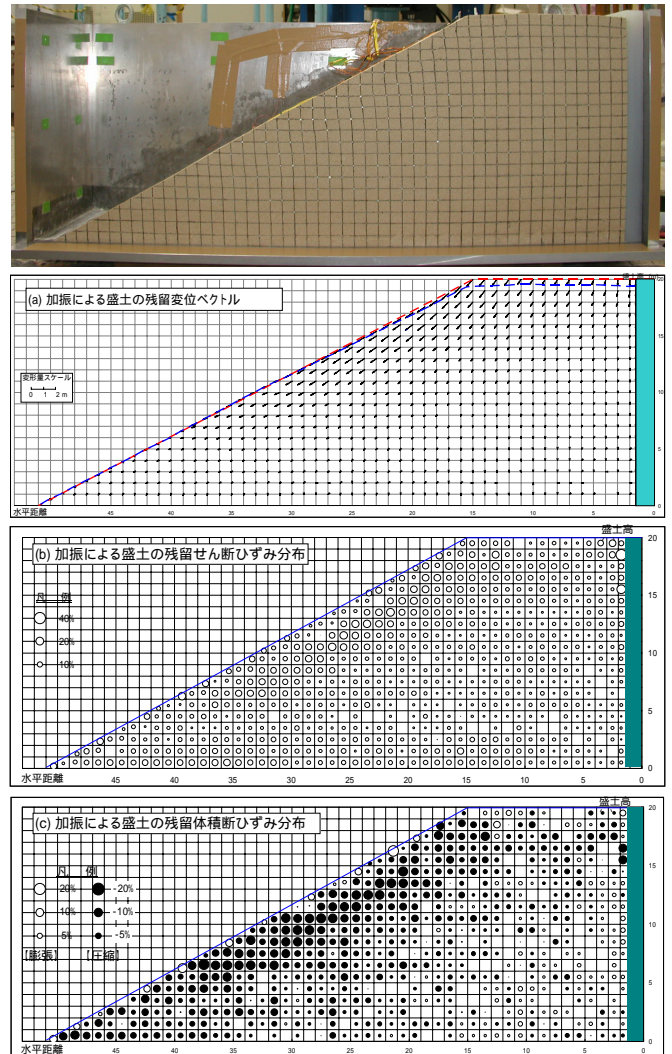 (a) 加振による盛土の残留変位ベクトル
変形量スケール
0 1 2 m
20
15
10
5
0
水平距離 45 40 35 30 25 20 15 10 5 0
盛土高
(b) 加振による盛土の残留せん断ひずみ分布
凡 例
40%
20%
10%
20
15
10
5
0
水平距離 45 40 35 30 25 20 15 10 5 0
盛土高
(c) 加振による盛土の残留体積断ひずみ分布
凡 例
20% -20%
10% -10%
5% -5%
【膨張】 【圧縮】
20
15
10
5
0
水平距離 45 40 35 30 25 20 15 10 5 0